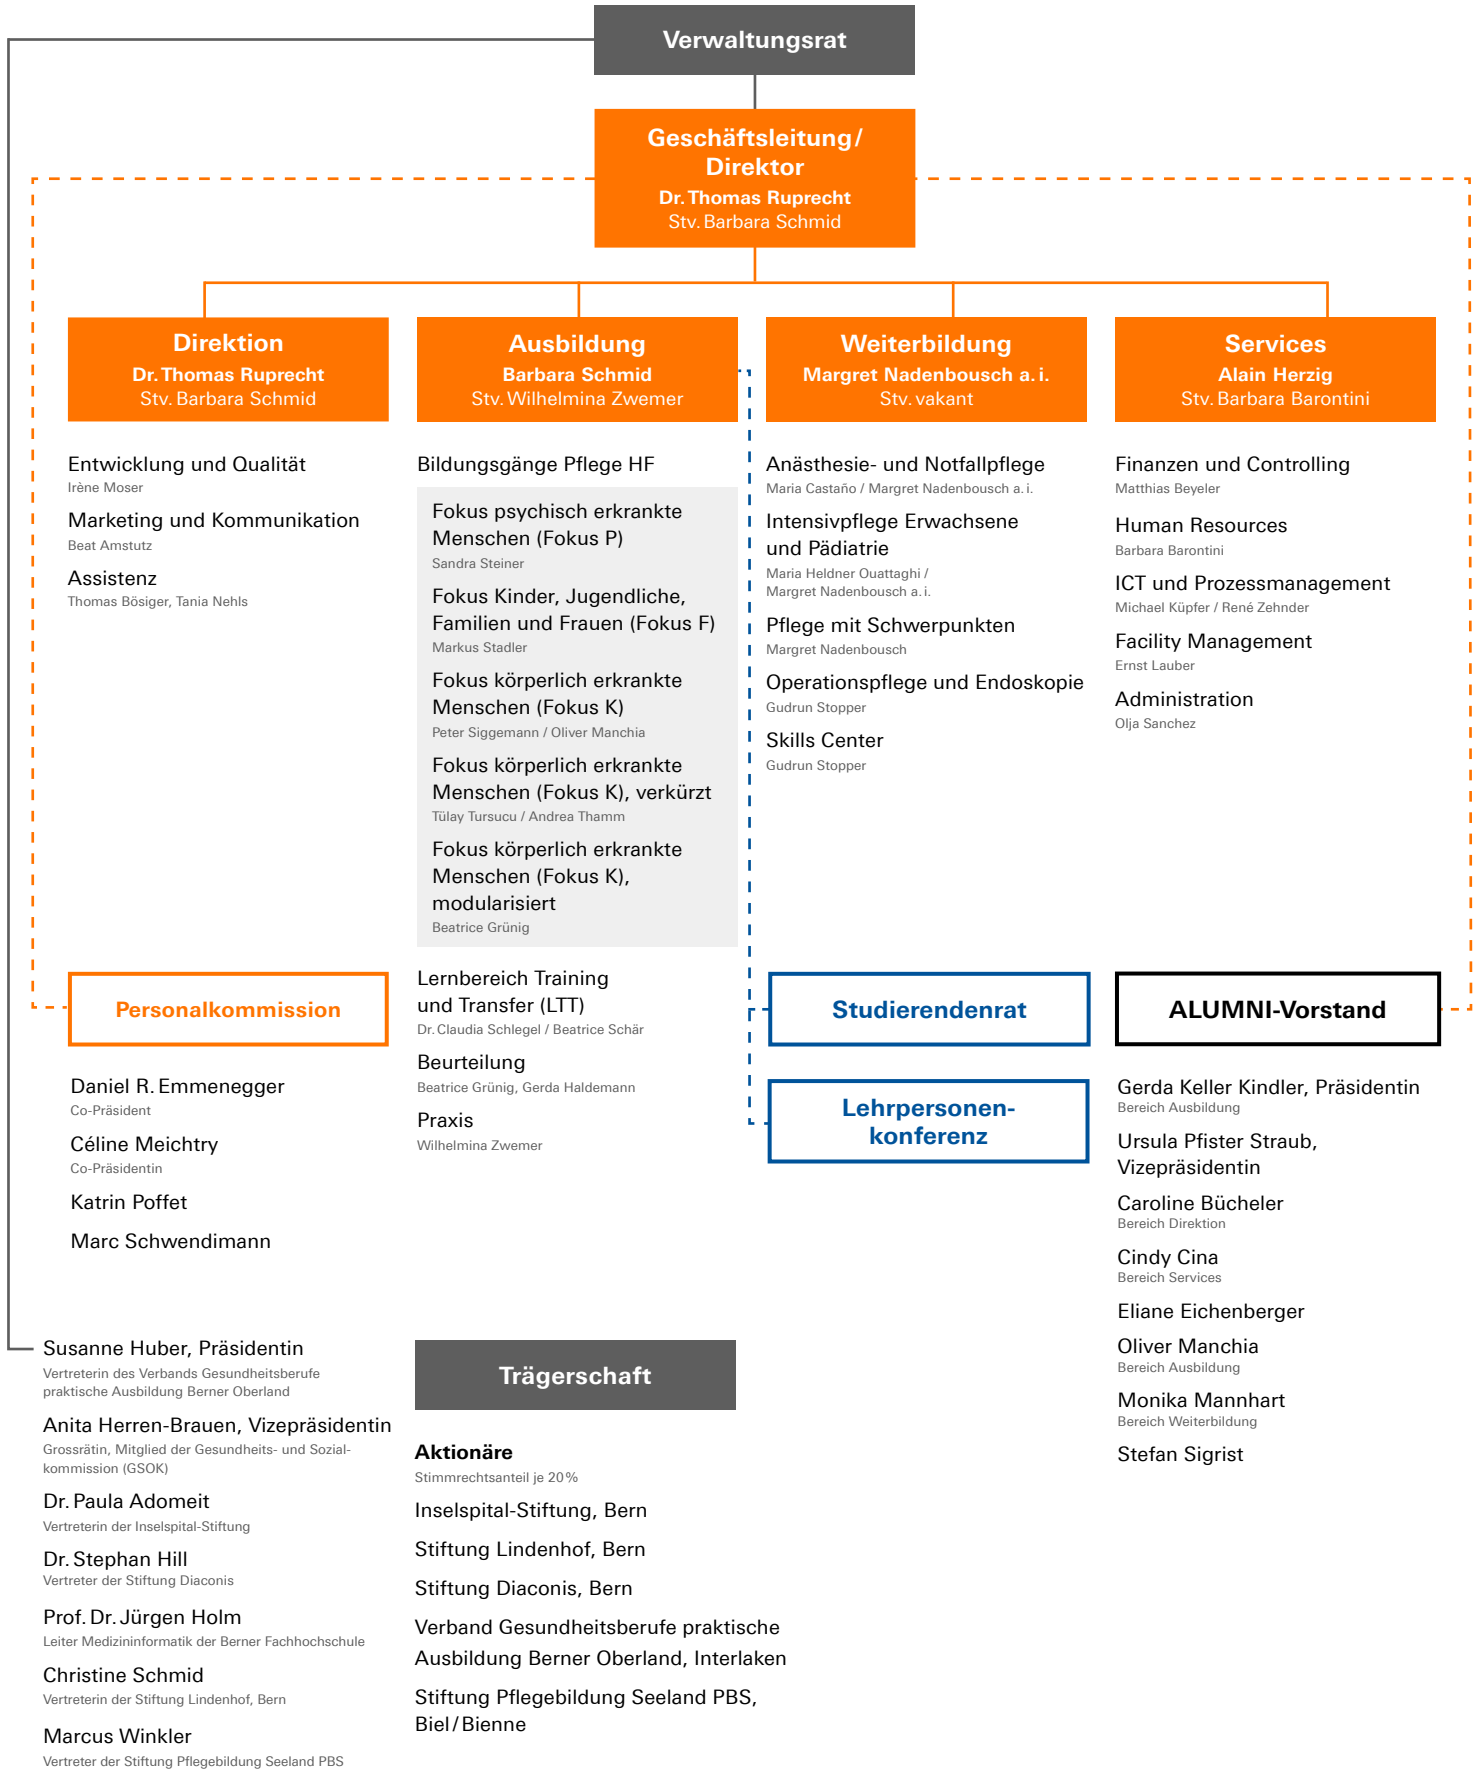 Verwaltungsrat
Geschäftsleitung/
Direktor
Dr. Thomas Ruprecht
Stv. Barbara Schmid
Direktion
Dr. Thomas Ruprecht
Stv. Barbara Schmid
Entwicklung und Qualität
Irène Moser
Marketing und Kommunikation
Beat Amstutz
Assistenz
Thomas Bösiger, Tania Nehls
Ausbildung
Barbara Schmid
Stv. Wilhelmina Zwemer
Bildungsgänge Pflege HF
Fokus psychisch erkrankte
Menschen (Fokus P)
Sandra Steiner
Fokus Kinder, Jugendliche,
Familien und Frauen (Fokus F)
Markus Stadler
Fokus körperlich erkrankte
Menschen (Fokus K)
Peter Siggemann / Oliver Manchia
Fokus körperlich erkrankte
Menschen (Fokus K), verkürzt
Tülay Tursucu / Andrea Thamm
Fokus körperlich erkrankte
Menschen (Fokus K),
modularisiert
Beatrice Grünig
Lernbereich Training
und Transfer (LTT)
Dr. Claudia Schlegel / Beatrice Schär
Beurteilung
Beatrice Grünig, Gerda Haldemann
Praxis
Wilhelmina Zwemer
Weiterbildung
Margret Nadenbousch a. i.
Stv. vakant
Anästhesie- und Notfallpflege
Maria Castaño / Margret Nadenbousch a. i.
Intensivpflege Erwachsene
und Pädiatrie
Maria Heldner Ouattaghi /
Margret Nadenbousch a. i.
Pflege mit Schwerpunkten
Margret Nadenbousch
Operationspflege und Endoskopie
Gudrun Stopper
Skills Center
Gudrun Stopper
Services
Alain Herzig
Stv. Barbara Barontini
Finanzen und Controlling
Matthias Beyeler
Human Resources
Barbara Barontini
ICT und Prozessmanagement
Michael Küpfer / René Zehnder
Facility Management
Ernst Lauber
Administration
Olja Sanchez
Personalkommission
Daniel R. Emmenegger
Co-Präsident
Céline Meichtry
Co-Präsidentin
Katrin Poffet
Marc Schwendimann
Studierendenrat
Lehrpersonen-
konferenz
ALUMNI-Vorstand
Gerda Keller Kindler, Präsidentin
Bereich Ausbildung
Ursula Pfister Straub,
Vizepräsidentin
Caroline Bücheler
Bereich Direktion
Cindy Cina
Bereich Services
Eliane Eichenberger
Oliver Manchia
Bereich Ausbildung
Monika Mannhart
Bereich Weiterbildung
Stefan Sigrist
Susanne Huber, Präsidentin
Vertreterin des Verbands Gesundheitsberufe
praktische Ausbildung Berner Oberland
Anita Herren-Brauen, Vizepräsidentin
Grossrätin, Mitglied der Gesundheits- und Sozial-
kommission (GSOK)
Dr. Paula Adomeit
Vertreterin der Inselspital-Stiftung
Dr. Stephan Hill
Vertreter der Stiftung Diaconis
Prof. Dr. Jürgen Holm
Leiter Medizininformatik der Berner Fachhochschule
Christine Schmid
Vertreterin der Stiftung Lindenhof, Bern
Marcus Winkler
Vertreter der Stiftung Pflegebildung Seeland PBS
Trägerschaft
Aktionäre
Stimmrechtsanteil je 20%
Inselspital-Stiftung, Bern
Stiftung Lindenhof, Bern
Stiftung Diaconis, Bern
Verband Gesundheitsberufe praktische
Ausbildung Berner Oberland, Interlaken
Stiftung Pflegebildung Seeland PBS,
Biel/Bienne